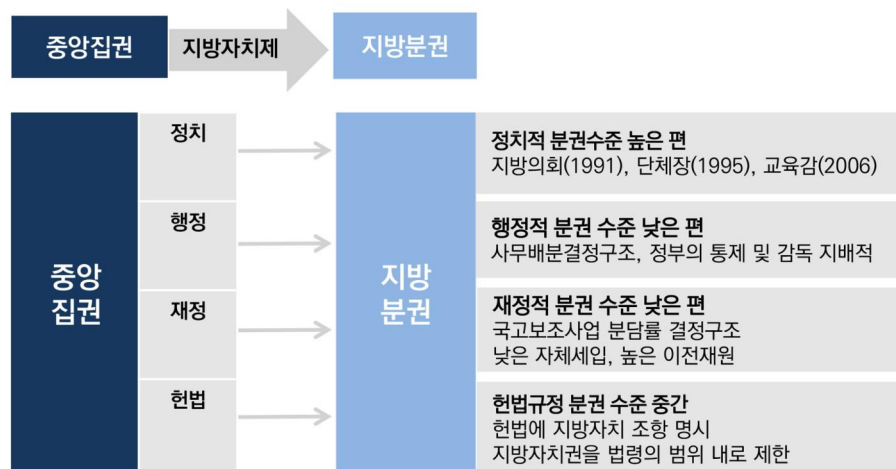 중앙집권
지방자치제
지방분권
중앙
집권
정치
행정
재정
헌법
지방
분권
정치적 분권수준 높은 편
지방의회(1991), 단체장(1995), 교육감(2006)
행정적 분권 수준 낮은 편
사무배분결정구조, 정부의 통제 및 감독 지배적
재정적 분권 수준 낮은 편
국고보조사업 분담률 결정구조
낮은 자체세입, 높은 이전재원
헌법규정 분권 수준 중간
헌법에 지방자치 조항 명시
지방자치권을 법령의 범위 내로 제한